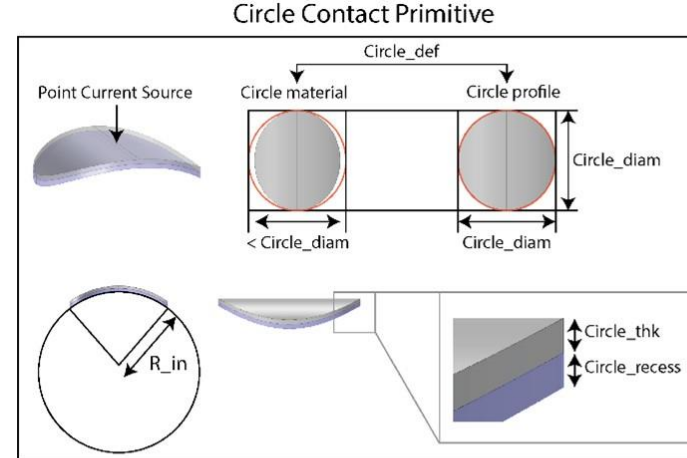 Circle Contact Primitive
Circle_def
Point Current Source
Circle material
Circle profile
Circle_diam
< Circle_diam
Circle_diam
R_in
Circle_thk
Circle_recess